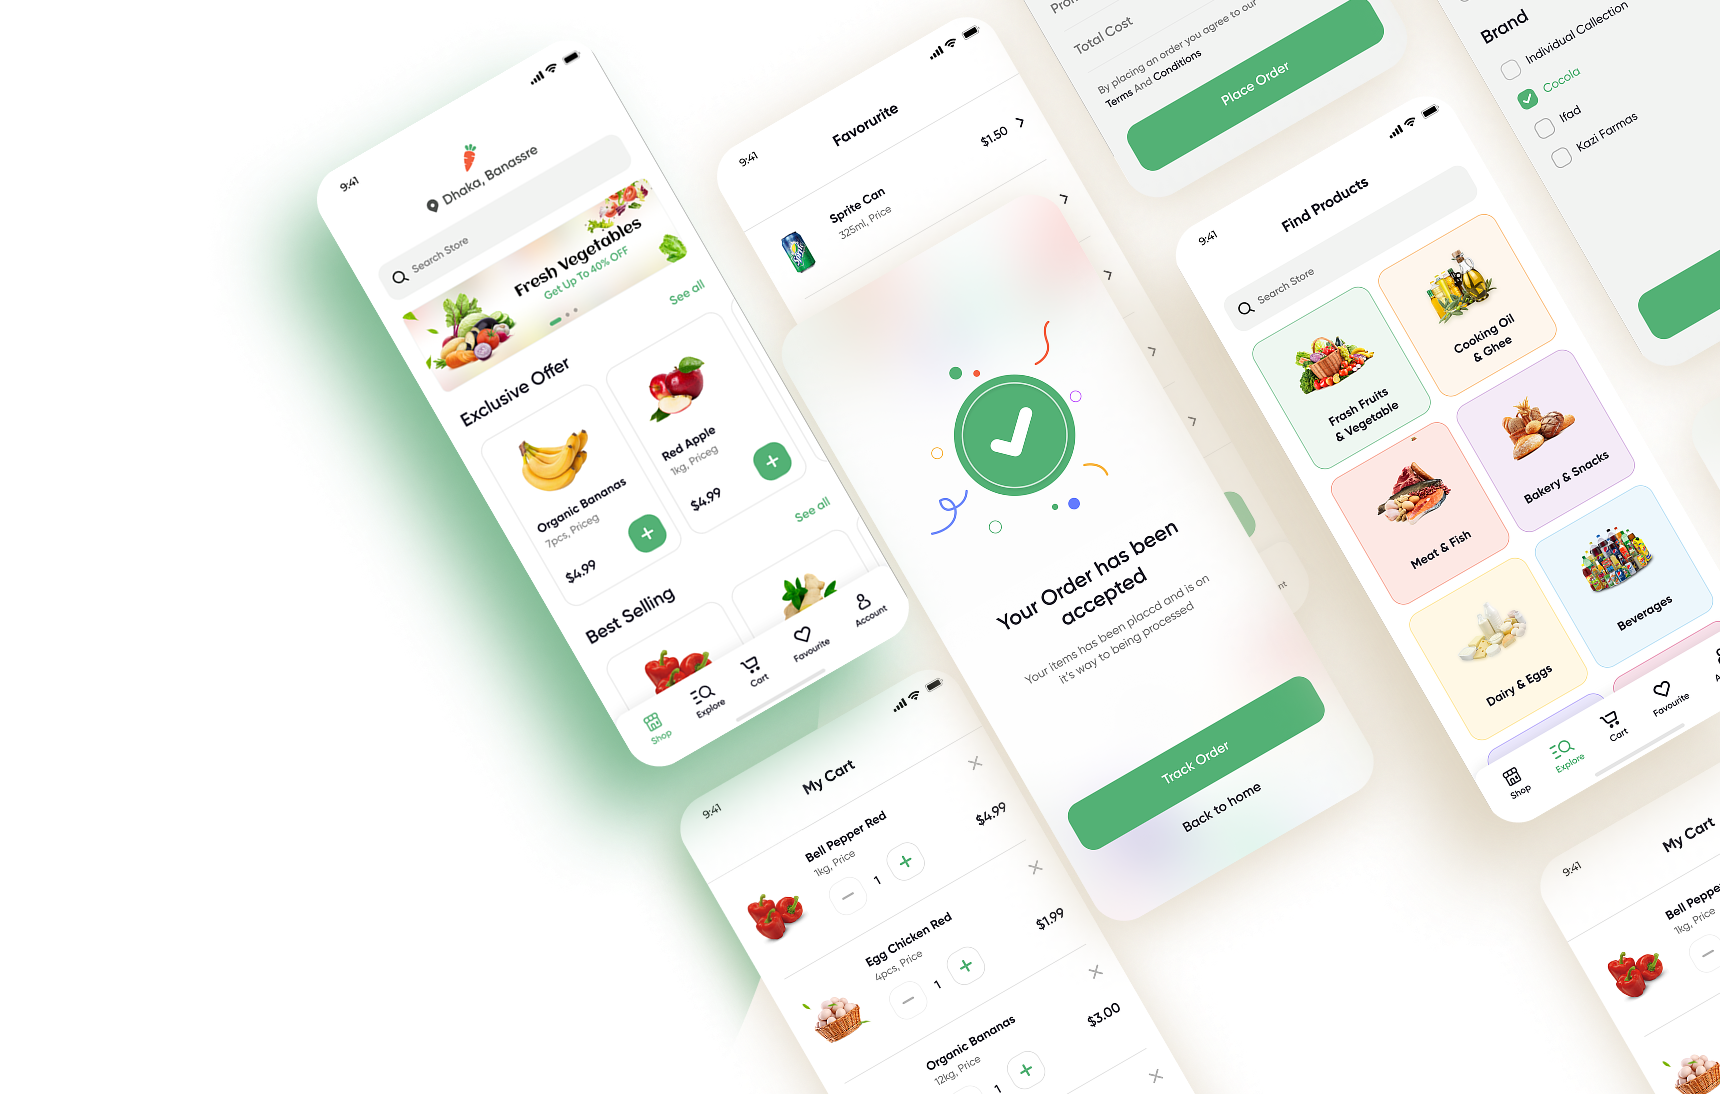 9:41
Dhaka, Banassre
Search Store
Fresh Vegetables
Get Up To 40% OFF
Exclusive Offer
See all
Organic Bananas
7pcs, Priceg
$4.99
Red Apple
1kg, Priceg
$4.99
Best Selling
See all
Shop
Explore
Cart
Favourite
Account
9:41
Favorurite
Sprite Can
325ml, Price
$1.50
Your Order has been
accepted
Your items has been placcd and is on
it's way to being processed
Track Order
Back to home
nt
9:41
My Cart
Bell Pepper Red
1kg, Price
1
$4.99
Egg Chicken Red
4pcs, Price
1
$1.99
Organic Bananas
12kg, Price
1
$3.00
Total Cost
By placing an order you agree to our
Terms And Conditions
Place Order
9:41
Find Products
Search Store
Frash Fruits
& Vegetable
Cooking Oil
& Ghee
Meat & Fish
Bakery & Snacks
Dairy & Eggs
Beverages
Shop
Explore
Cart
Favourite
Brand
Individual Collection
Cocola
Ifad
Kazi Farmas
9:41
My Cart
Bell Peppe
1kg, Price